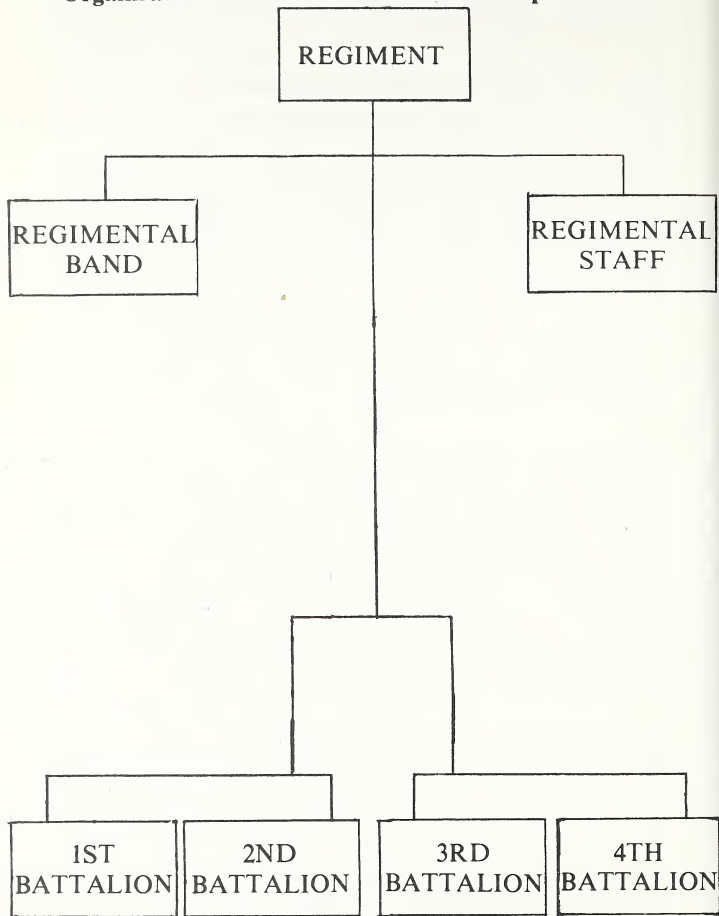 REGIMENT
REGIMENTAL
BAND
REGIMENTAL
STAFF
1ST
BATTALION
2ND
BATTALION
3RD
BATTALION
4TH
BATTALION